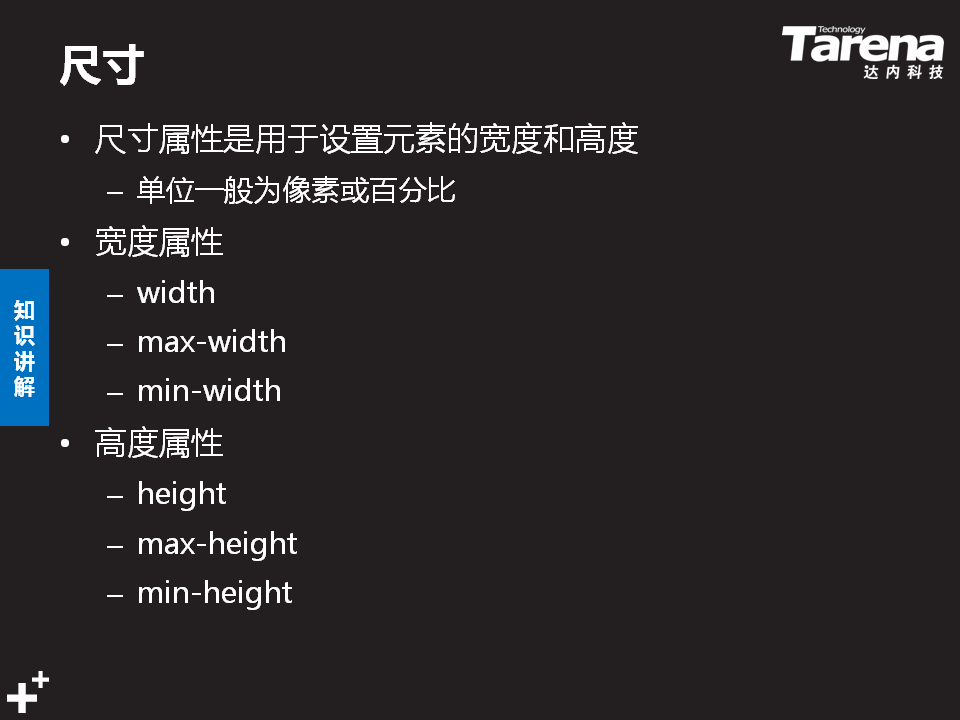 尺寸
Technology
Tarena
达内科技
• 尺寸属性是用于设置元素的宽度和高度
– 单位一般为像素或百分比
• 宽度属性
– width
– max-width
– min-width
• 高度属性
– height
– max-height
– min-height
知识讲解